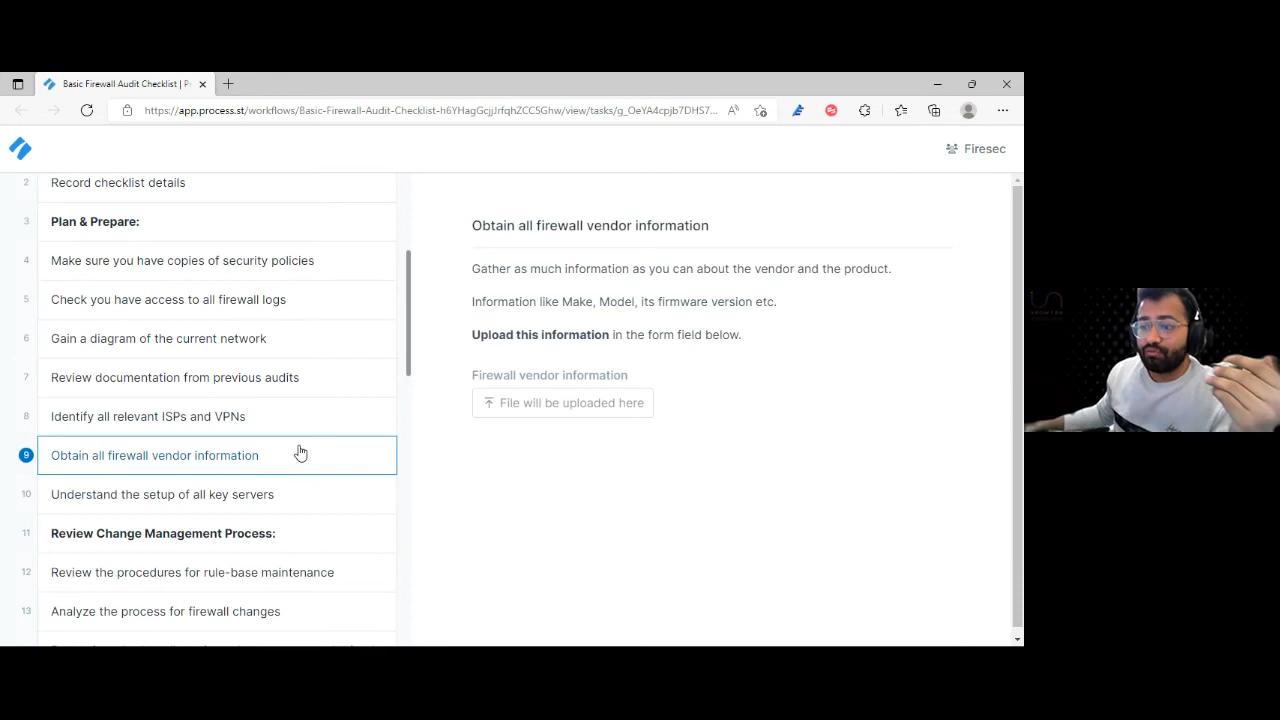 Basic Firewall Audit Checklist | P
https://app.process.st/workflows/Basic-Firewall-Audit-Checklist-h6YHagGcjjJrfqhZCC5Ghw/view/tasks/g_OeYA4cpjb7DHS7...
Firesec
2 Record checklist details
3 Plan & Prepare:
4 Make sure you have copies of security policies
5 Check you have access to all firewall logs
6 Gain a diagram of the current network
7 Review documentation from previous audits
8 Identify all relevant ISPs and VPNs
9 Obtain all firewall vendor information
10 Understand the setup of all key servers
11 Review Change Management Process:
12 Review the procedures for rule-base maintenance
13 Analyze the process for firewall changes
Obtain all firewall vendor information
Gather as much information as you can about the vendor and the product.
Information like Make, Model, its firmware version etc.
Upload this information in the form field below.
Firewall vendor information
File will be uploaded here